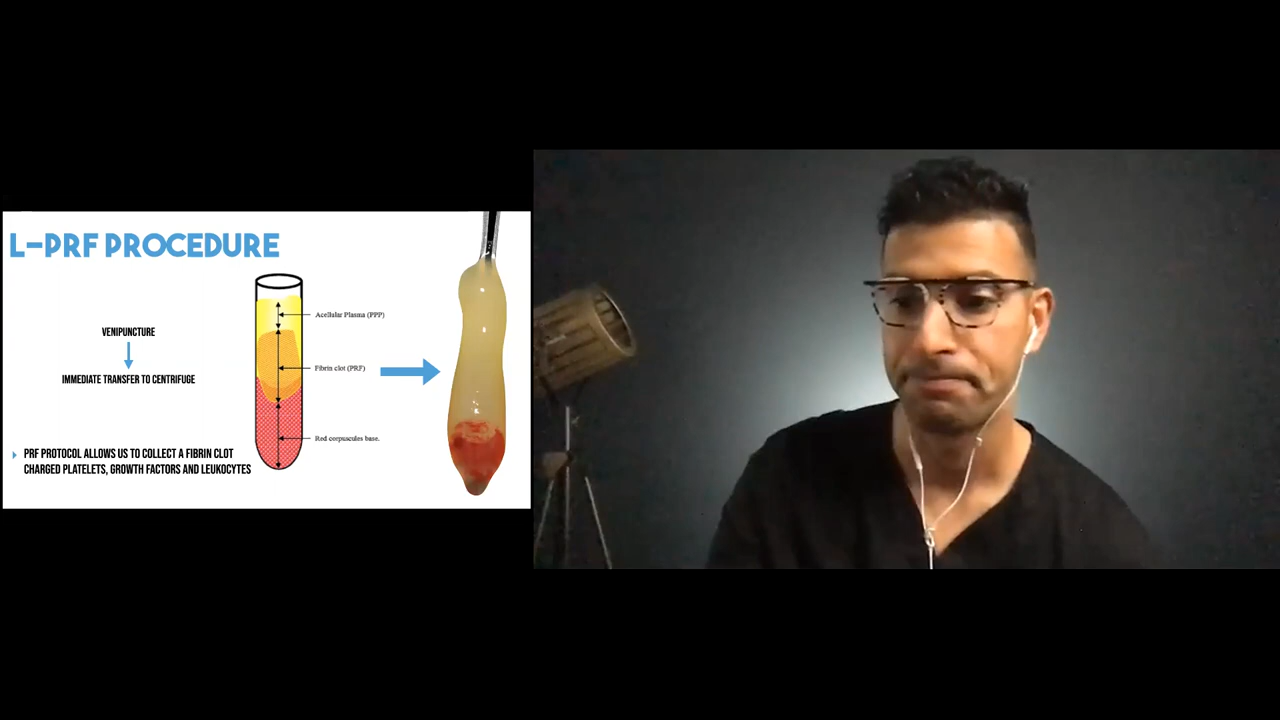 L-PRF PROCEDURE
VENIPUNCTURE
IMMEDIATE TRANSFER TO CENTRIFUGE
Acellular Plasma (PPP)
Fibrin clot (PRF)
Red corpuscules base.
PRF PROTOCOL ALLOWS US TO COLLECT A FIBRIN CLOT
CHARGED PLATELETS, GROWTH FACTORS AND LEUKOCYTES